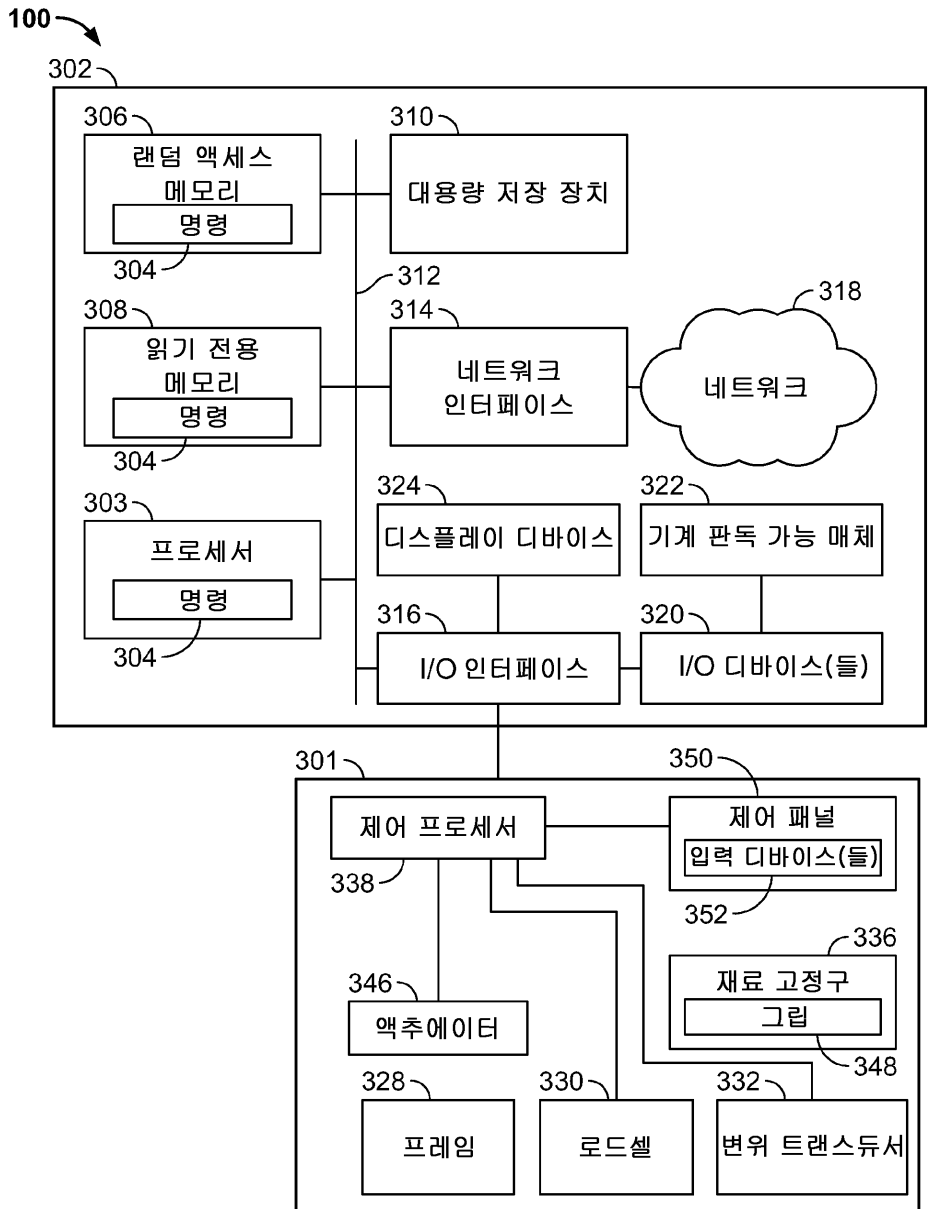 100
302
306
랜덤 액세스
메모리
명령
304
310
대용량 저장 장치
312
308
읽기 전용
메모리
명령
304
314
네트워크
인터페이스
318
네트워크
303
프로세서
명령
304
324
디스플레이 디바이스
322
기계 판독 가능 매체
316
I/O 인터페이스
320
I/O 디바이스(들)
301
제어 프로세서
338
350
제어 패널
입력 디바이스(들)
352
336
재료 고정구
그립
348
346
액추에이터
328
프레임
330
로드셀
332
변위 트랜스듀서